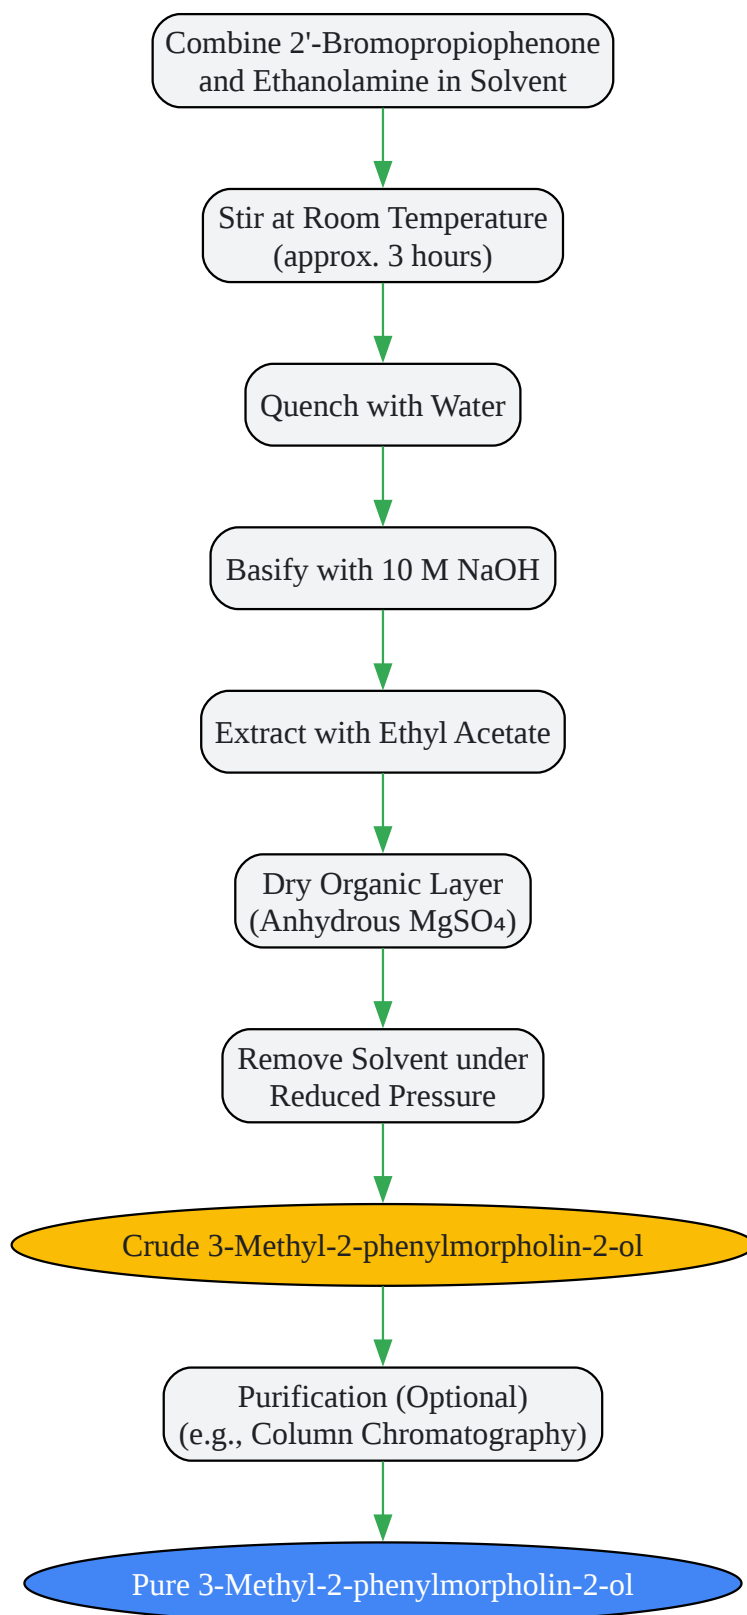 Combine 2'-Bromopropiophenone
and Ethanolamine in Solvent
Stir at Room Temperature
(approx. 3 hours)
Quench with Water
Basify with 10 M NaOH
Extract with Ethyl Acetate
Dry Organic Layer
(Anhydrous MgSO₄)
Remove Solvent under
Reduced Pressure
Crude 3-Methyl-2-phenylmorpholin-2-ol
Purification (Optional)
(e.g., Column Chromatography)
Pure 3-Methyl-2-phenylmorpholin-2-ol